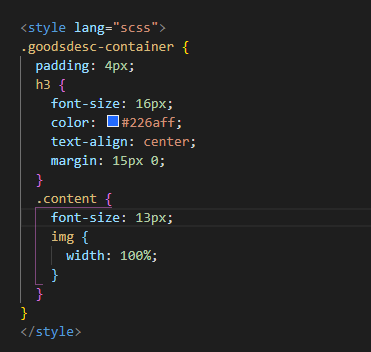 <style lang="scss">
.goodsdesc-container {
  padding: 4px;
  h3 {
    font-size: 16px;
    color: #226aff;
    text-align: center;
    margin: 15px 0;
  }
  .content {
    font-size: 13px;
    img {
      width: 100%;
    }
  }
}
</style>